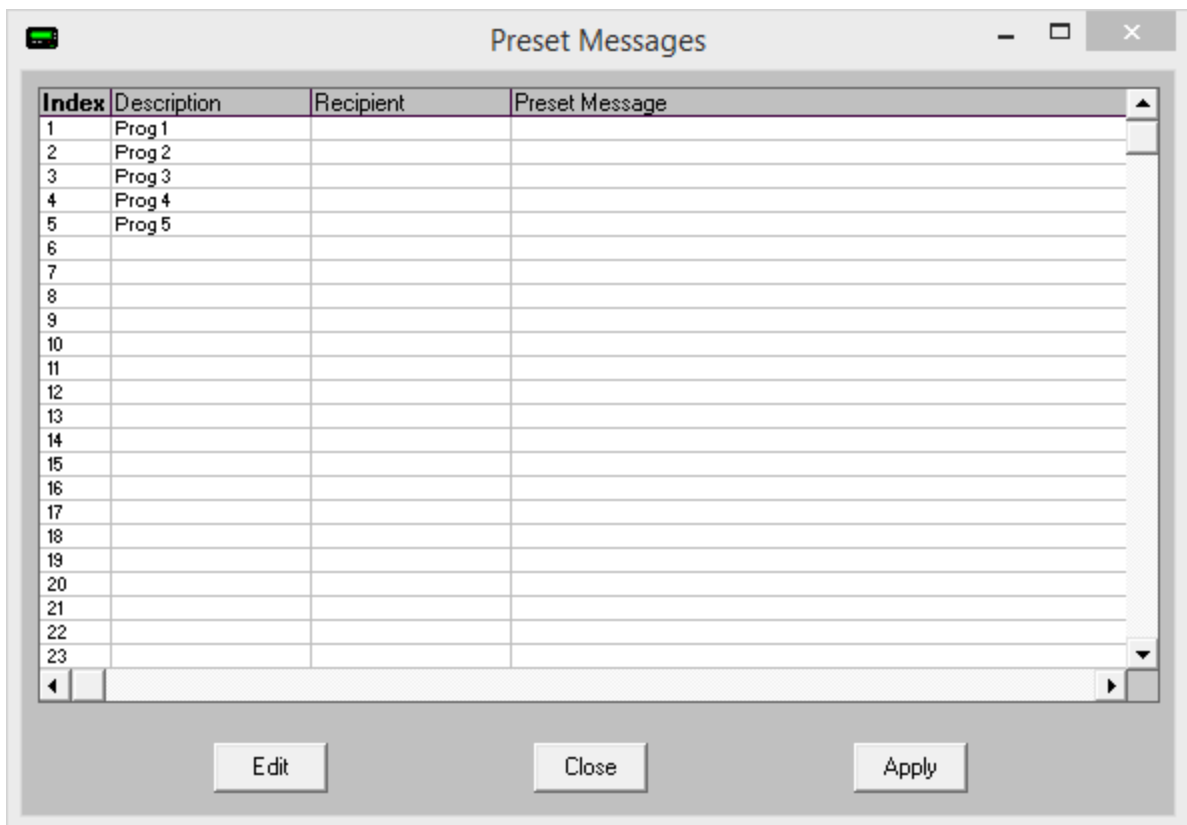 Preset Messages
Index Description Recipient Preset Message
1 Prog 1
2 Prog 2
3 Prog 3
4 Prog 4
5 Prog 5
6
7
8
9
10
11
12
13
14
15
16
17
18
19
20
21
22
23
Edit Close Apply